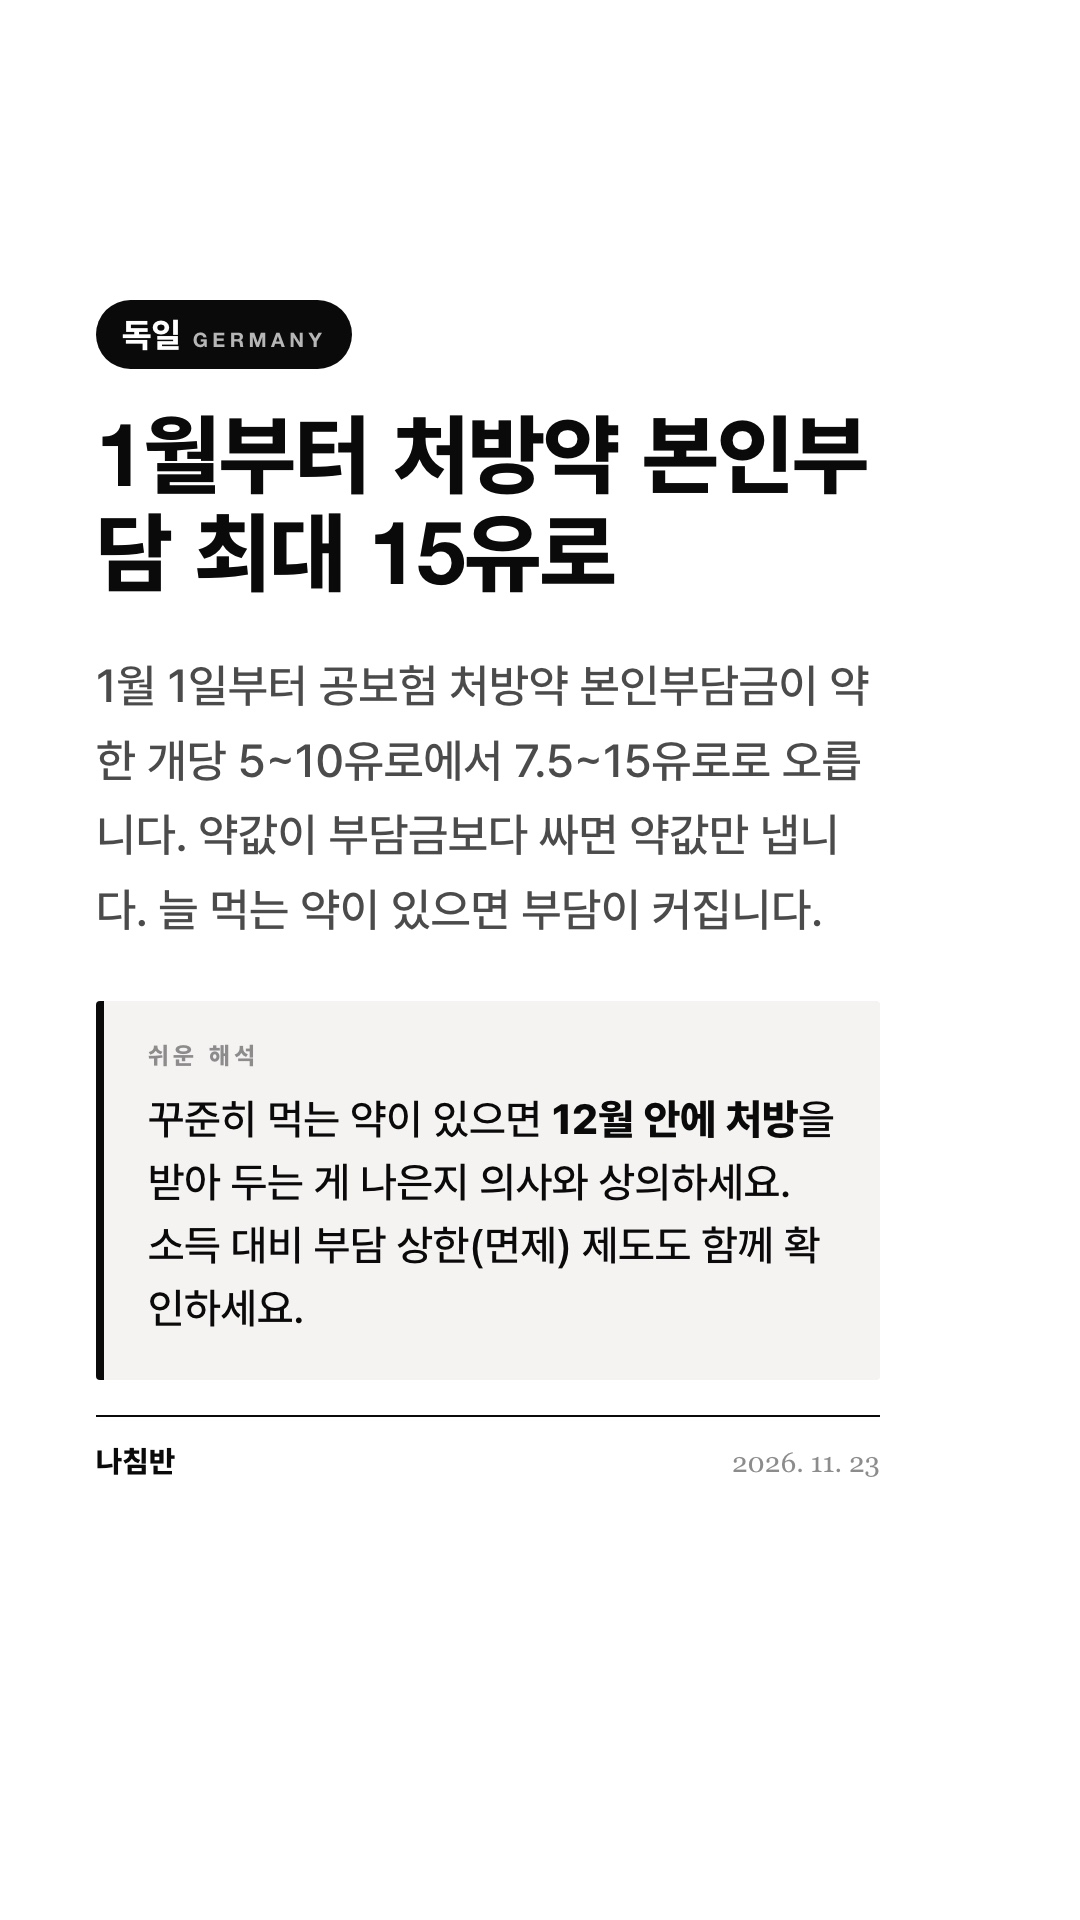 독일 GERMANY
1월부터 처방약 본인부
담 최대 15유로
1월 1일부터 공보험 처방약 본인부담금이 약
한 개당 5~10유로에서 7.5~15유로로 오릅
니다. 약값이 부담금보다 싸면 약값만 냅니
다. 늘 먹는 약이 있으면 부담이 커집니다.
쉬운 해석
꾸준히 먹는 약이 있으면 12월 안에 처방을
받아 두는 게 나은지 의사와 상의하세요.
소득 대비 부담 상한(면제) 제도도 함께 확
인하세요.
나침반
2026. 11. 23